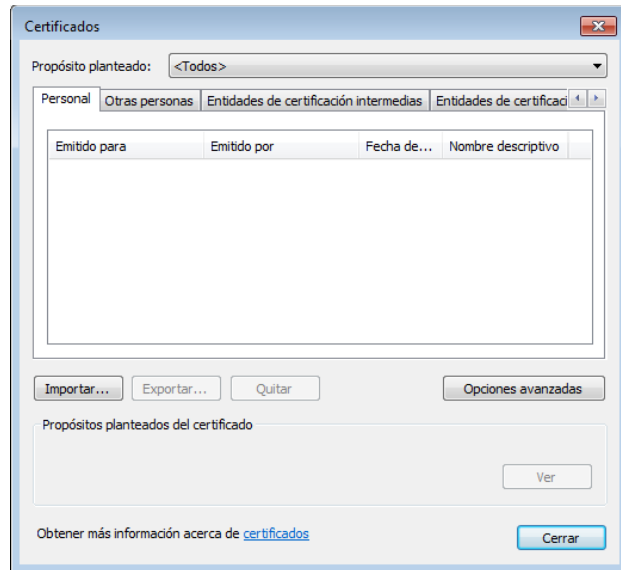 Certificados
Propósito planteado: <Todos>
Personal Otras personas Entidades de certificación intermedias Entidades de certificaci
Emitido para Emitido por Fecha de... Nombre descriptivo
Importar... Exportar... Quitar Opciones avanzadas
Propósitos planteados del certificado
Ver
Obtener más información acerca de certificados
Cerrar